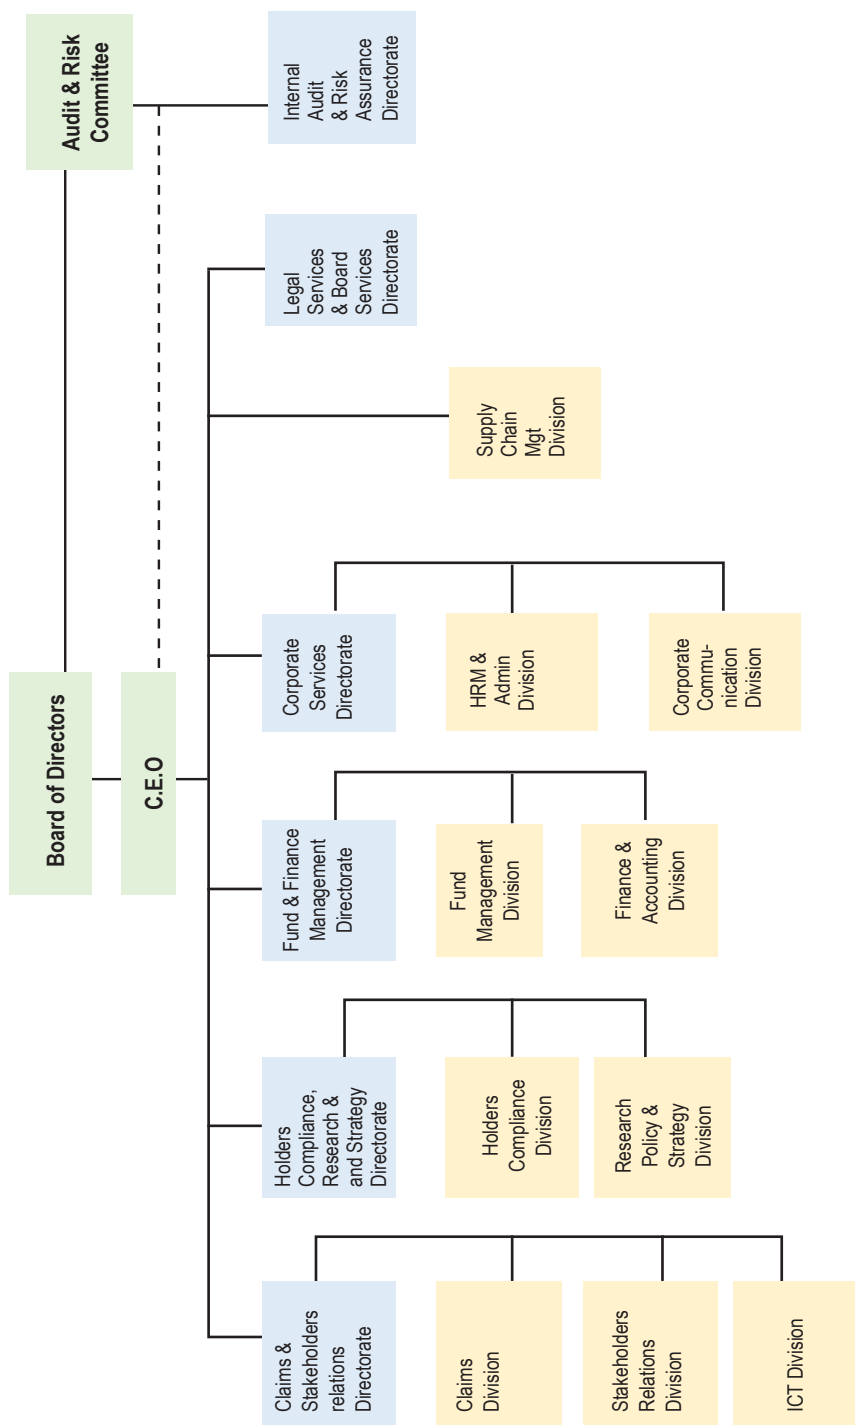 Board of Directors
Audit & Risk
Committee
C.E.O
Claims &
Stakeholders
relations
Directorate
Holders
Compliance,
Research &
and Strategy
Directorate
Fund & Finance
Management
Directorate
Corporate
Services
Directorate
Legal
Services
& Board
Services
Directorate
Internal
Audit
& Risk
Assurance
Directorate
Claims
Division
Holders
Compliance
Division
Fund
Management
Division
HRM &
Admin
Division
Supply
Chain
Mgt
Division
Stakeholders
Relations
Division
Research
Policy &
Strategy
Division
Finance &
Accounting
Division
Corporate
Commu-
nication
Division
ICT Division